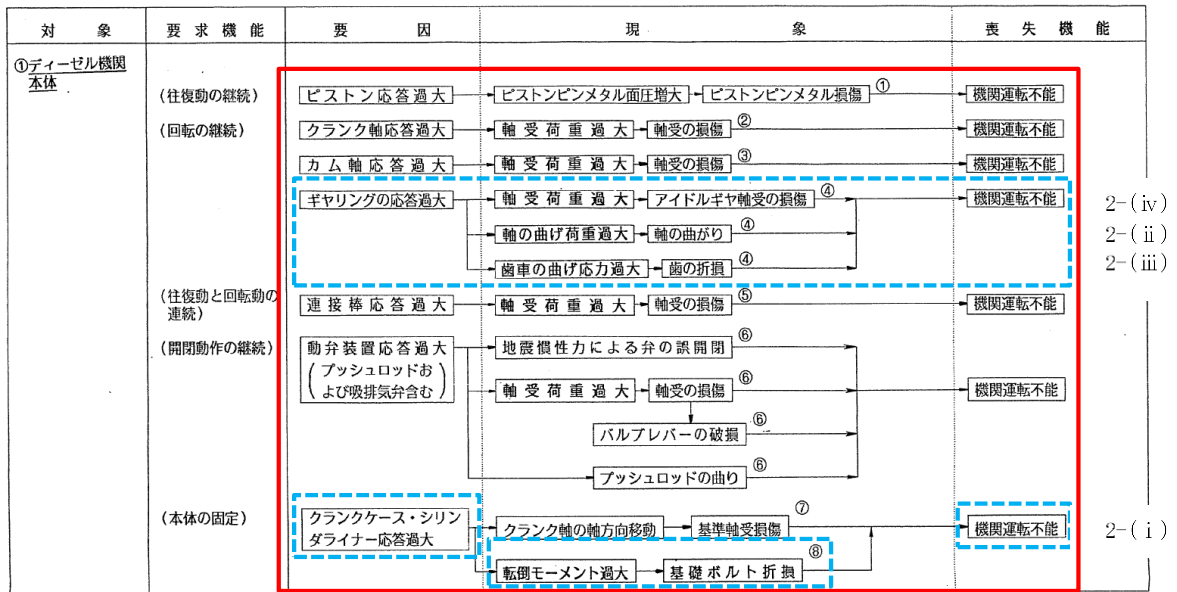 対象 要求機能 要因 現象 喪失機能
①ディーゼル機関
本体
(往復動の継続) ピストン応答過大 ピストンピンメタル面圧増大 ピストンピンメタル損傷 ① 機関運転不能
(回転の継続) クランク軸応答過大 軸受荷重過大 軸受の損傷 ② 機関運転不能
カム軸応答過大 軸受荷重過大 軸受の損傷 ③ 機関運転不能
ギヤリングの応答過大 軸受荷重過大 アイドルギヤ軸受の損傷 ④ 機関運転不能 2-(ⅳ)
軸の曲げ荷重過大 軸の曲がり ④ 2-(ⅱ)
歯車の曲げ応力過大 歯の折損 ④ 2-(ⅲ)
(往復動と回転動の
連続) 連接棒応答過大 軸受荷重過大 軸受の損傷 ⑤ 機関運転不能
(開閉動作の継続) 動弁装置応答過大 地震慣性力による弁の誤開閉 ⑥
(プッシュロッドお
よび吸排気弁含む) 軸受荷重過大 軸受の損傷 ⑥ 機関運転不能
バルブレバーの破損 ⑥
プッシュロッドの曲り ⑥
(本体の固定) クランクケース・シリン
ダライナー応答過大 クランク軸の軸方向移動 基準軸受損傷 ⑦ 機関運転不能 2-(ⅰ)
転倒モーメント過大 基礎ボルト折損 ⑧